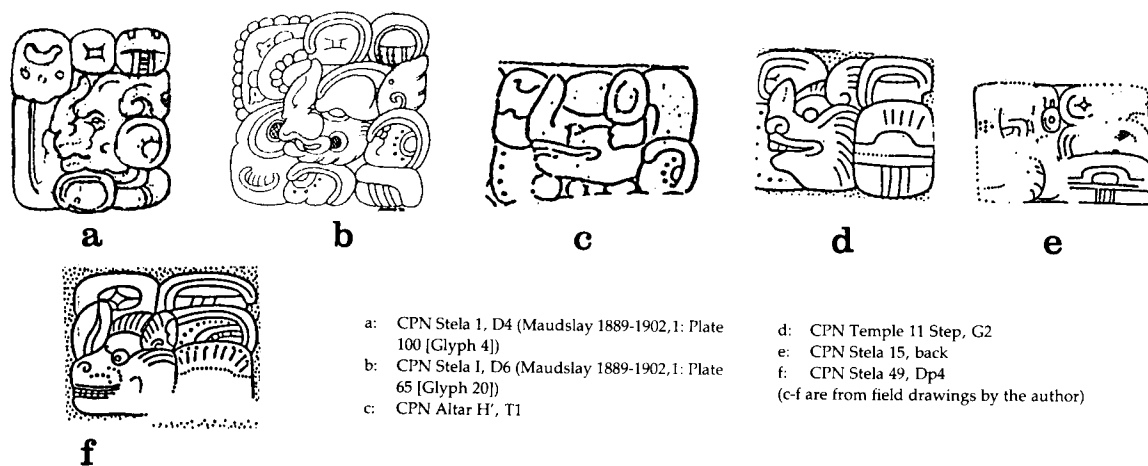 a
b
c
d
e
f
a: CPN Stela 1, D4 (Maudslay 1889-1902,1: Plate
100 [Glyph 4])
b: CPN Stela I, D6 (Maudslay 1889-1902,1: Plate
65 [Glyph 20])
c: CPN Altar H', T1
d: CPN Temple 11 Step, G2
e: CPN Stela 15, back
f: CPN Stela 49, Dp4
(c-f are from field drawings by the author)